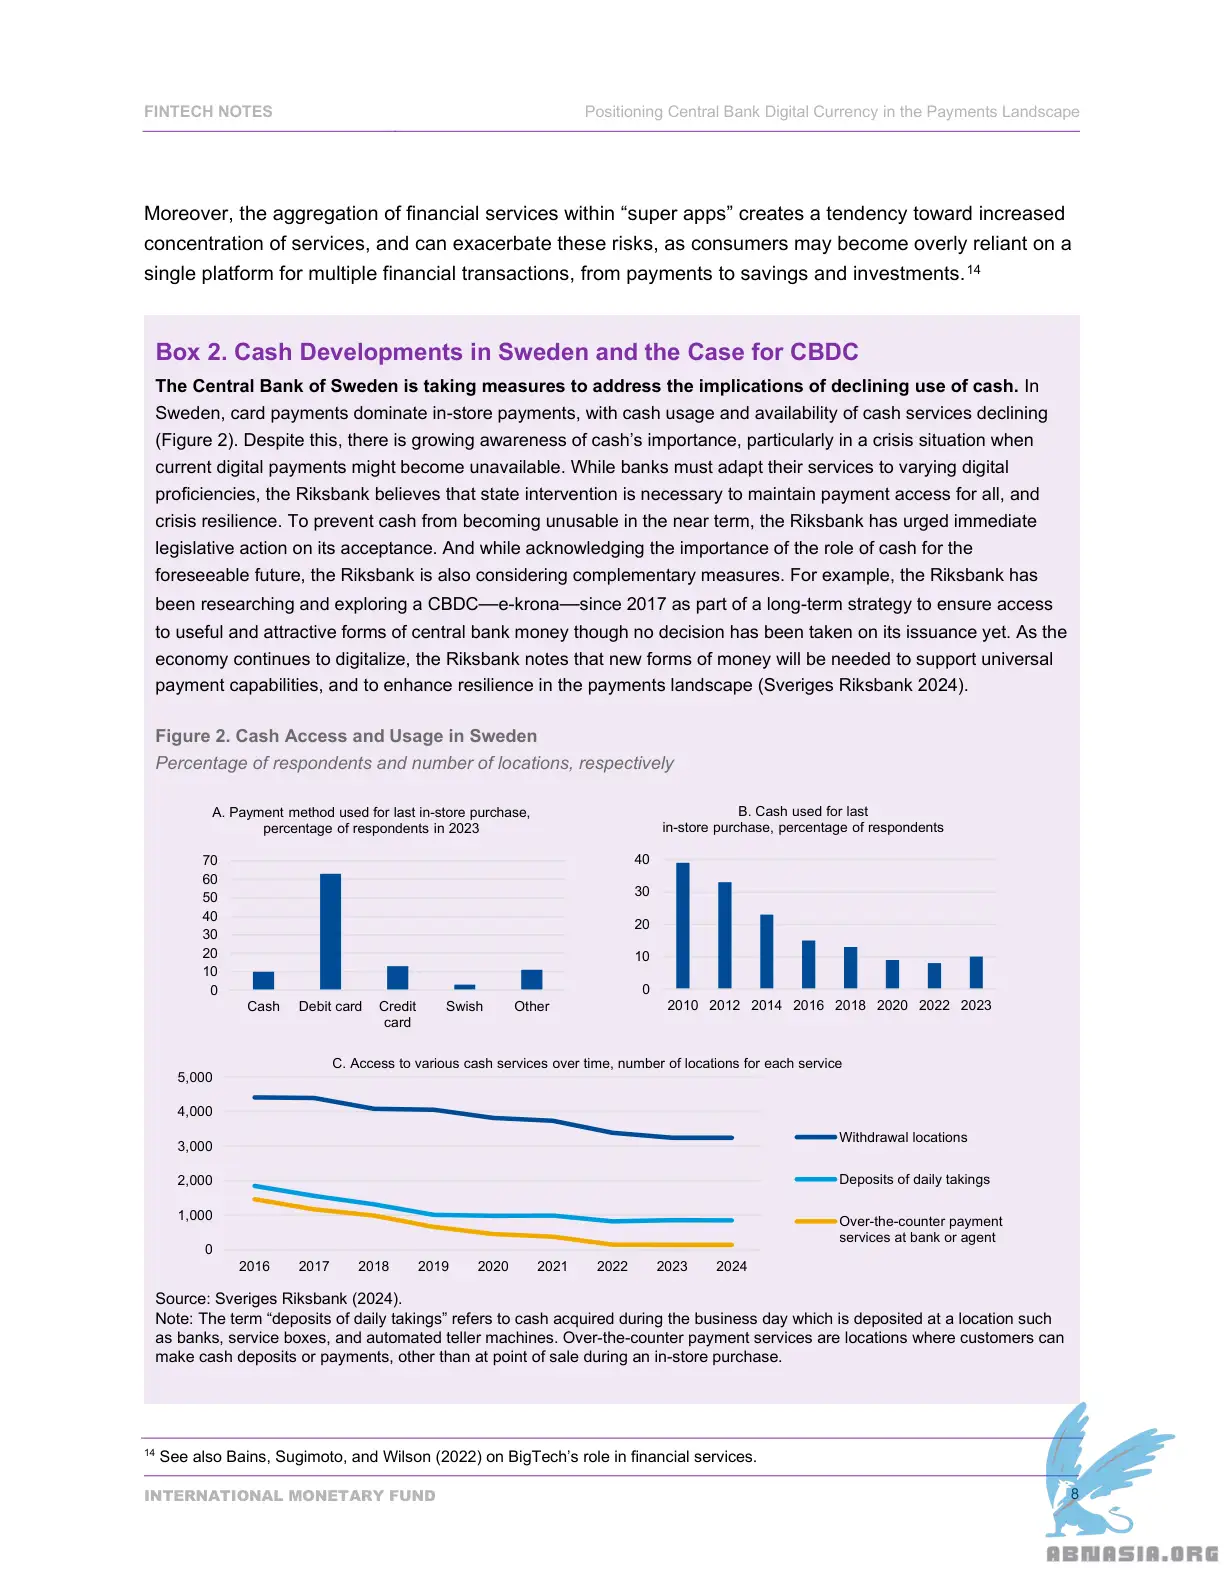 FINTECH NOTES
Positioning Central Bank Digital Currency in the Payments Landscape
Moreover, the aggregation of financial services within “super apps” creates a tendency toward increased
concentration of services, and can exacerbate these risks, as consumers may become overly reliant on a
single platform for multiple financial transactions, from payments to savings and investments.14
Box 2. Cash Developments in Sweden and the Case for CBDC
The Central Bank of Sweden is taking measures to address the implications of declining use of cash. In
Sweden, card payments dominate in-store payments, with cash usage and availability of cash services declining
(Figure 2). Despite this, there is growing awareness of cash’s importance, particularly in a crisis situation when
current digital payments might become unavailable. While banks must adapt their services to varying digital
proficiencies, the Riksbank believes that state intervention is necessary to maintain payment access for all, and
crisis resilience. To prevent cash from becoming unusable in the near term, the Riksbank has urged immediate
legislative action on its acceptance. And while acknowledging the importance of the role of cash for the
foreseeable future, the Riksbank is also considering complementary measures. For example, the Riksbank has
been researching and exploring a CBDC—e-krona—since 2017 as part of a long-term strategy to ensure access
to useful and attractive forms of central bank money though no decision has been taken on its issuance yet. As the
economy continues to digitalize, the Riksbank notes that new forms of money will be needed to support universal
payment capabilities, and to enhance resilience in the payments landscape (Sveriges Riksbank 2024).
Figure 2. Cash Access and Usage in Sweden
Percentage of respondents and number of locations, respectively
A. Payment method used for last in-store purchase,
percentage of respondents in 2023
70
60
50
40
30
20
10
0
Cash Debit card Credit card Swish Other
B. Cash used for last
in-store purchase, percentage of respondents
40
30
20
10
0
2010 2012 2014 2016 2018 2020 2022 2023
C. Access to various cash services over time, number of locations for each service
5,000
4,000
3,000
2,000
1,000
0
2016 2017 2018 2019 2020 2021 2022 2023 2024
Withdrawal locations
Deposits of daily takings
Over-the-counter payment
services at bank or agent
Source: Sveriges Riksbank (2024).
Note: The term “deposits of daily takings” refers to cash acquired during the business day which is deposited at a location such
as banks, service boxes, and automated teller machines. Over-the-counter payment services are locations where customers can
make cash deposits or payments, other than at point of sale during an in-store purchase.
14 See also Bains, Sugimoto, and Wilson (2022) on BigTech’s role in financial services.
INTERNATIONAL MONETARY FUND
8
ABNASIA.ORG